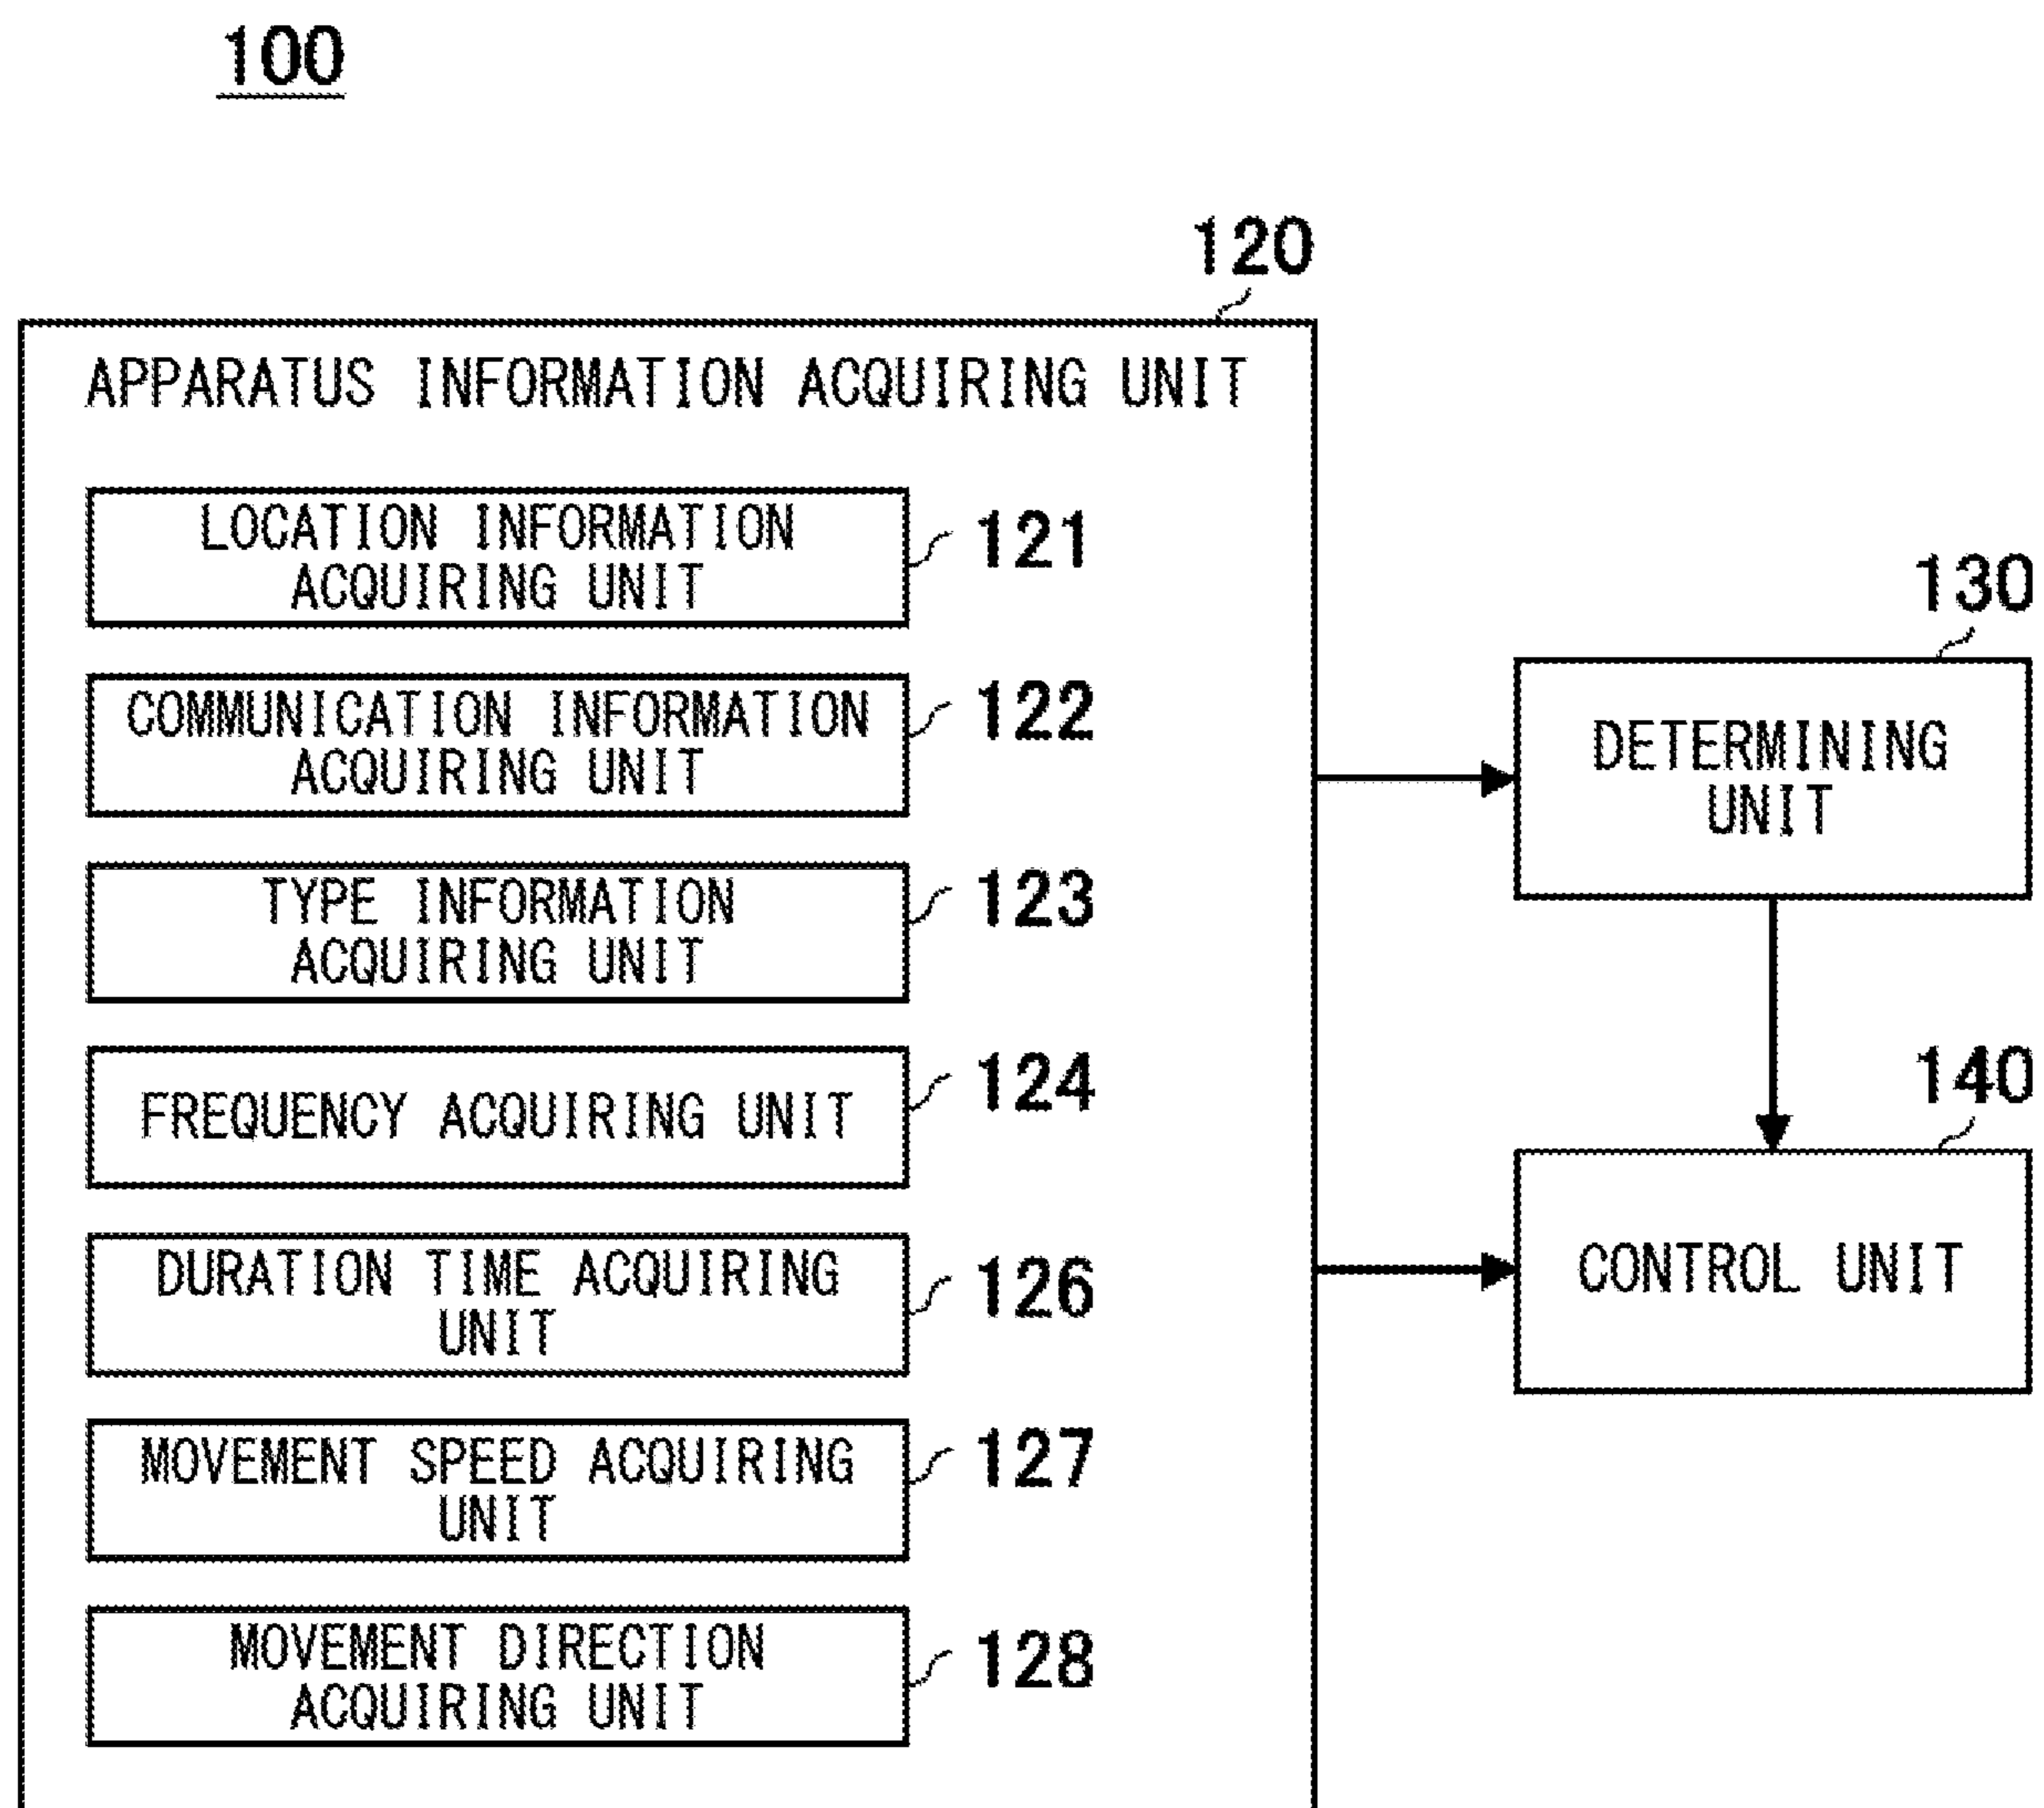 100
120
APPARATUS INFORMATION ACQUIRING UNIT
LOCATION INFORMATION
ACQUIRING UNIT
121
COMMUNICATION INFORMATION
ACQUIRING UNIT
122
TYPE INFORMATION
ACQUIRING UNIT
123
FREQUENCY ACQUIRING UNIT
124
DURATION TIME ACQUIRING
UNIT
126
MOVEMENT SPEED ACQUIRING
UNIT
127
MOVEMENT DIRECTION
ACQUIRING UNIT
128
130
DETERMINING
UNIT
140
CONTROL UNIT